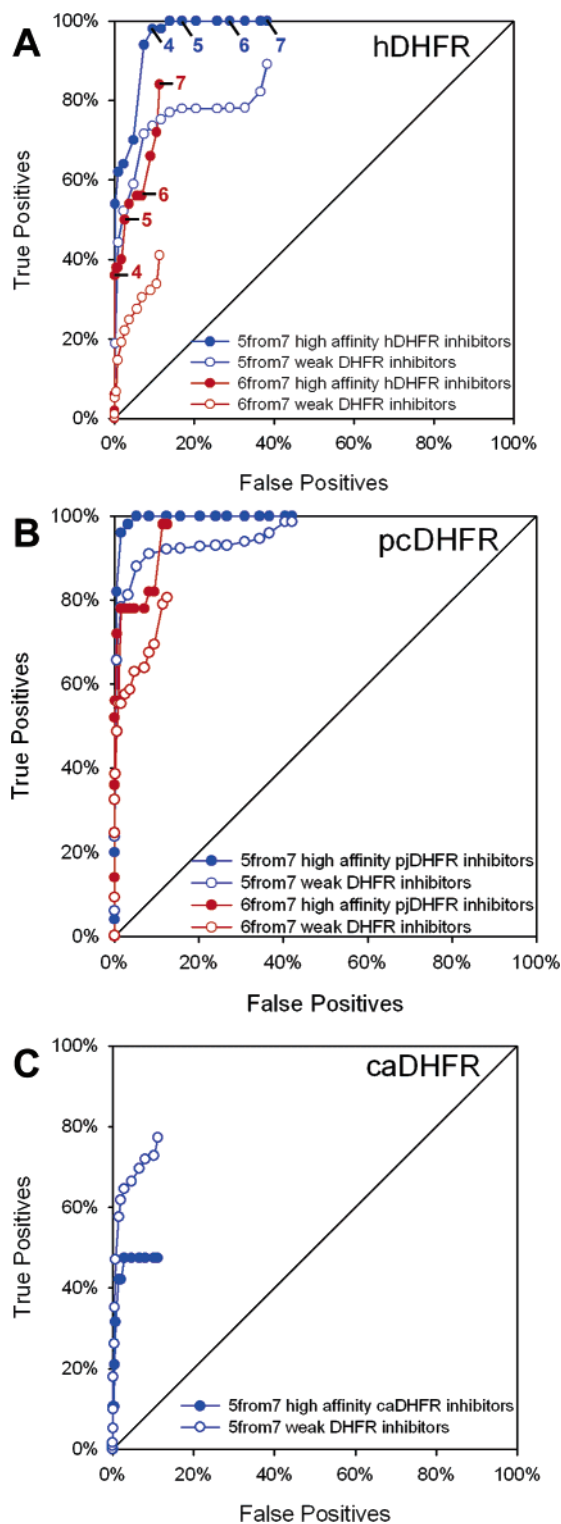 A
hDHFR
100%
80%
60%
40%
20%
0%
True Positives
4
5
6
7
7
6
5
4
5from7 high affinity hDHFR inhibitors
5from7 weak DHFR inhibitors
6from7 high affinity hDHFR inhibitors
6from7 weak DHFR inhibitors
0% 20% 40% 60% 80% 100%
False Positives
B
pcDHFR
100%
80%
60%
40%
20%
0%
True Positives
5from7 high affinity pjDHFR inhibitors
5from7 weak DHFR inhibitors
6from7 high affinity pjDHFR inhibitors
6from7 weak DHFR inhibitors
0% 20% 40% 60% 80% 100%
False Positives
C
caDHFR
100%
80%
60%
40%
20%
0%
True Positives
5from7 high affinity caDHFR inhibitors
5from7 weak DHFR inhibitors
0% 20% 40% 60% 80% 100%
False Positives